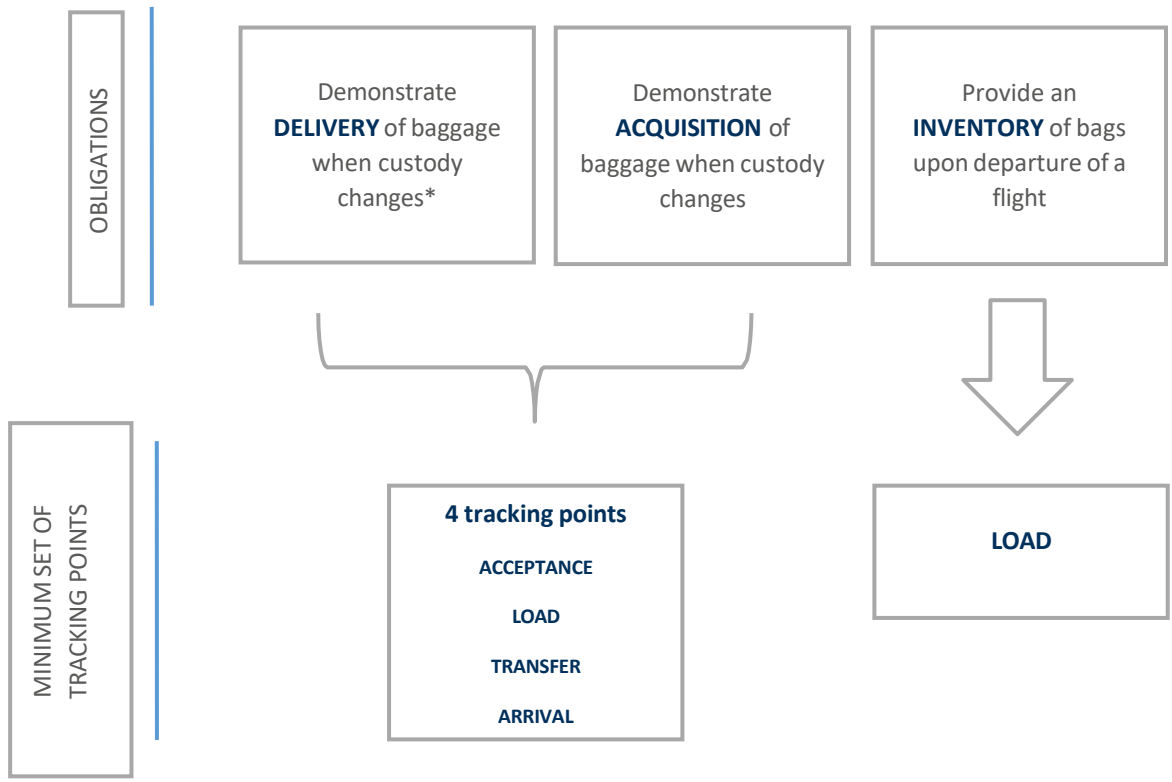 OBLIGATIONS
Demonstrate
DELIVERY of baggage
when custody
changes*
Demonstrate
ACQUISITION of
baggage when custody
changes
Provide an
INVENTORY of bags
upon departure of a
flight
MINIMUM SET OF
TRACKING POINTS
4 tracking points
ACCEPTANCE
LOAD
TRANSFER
ARRIVAL
LOAD